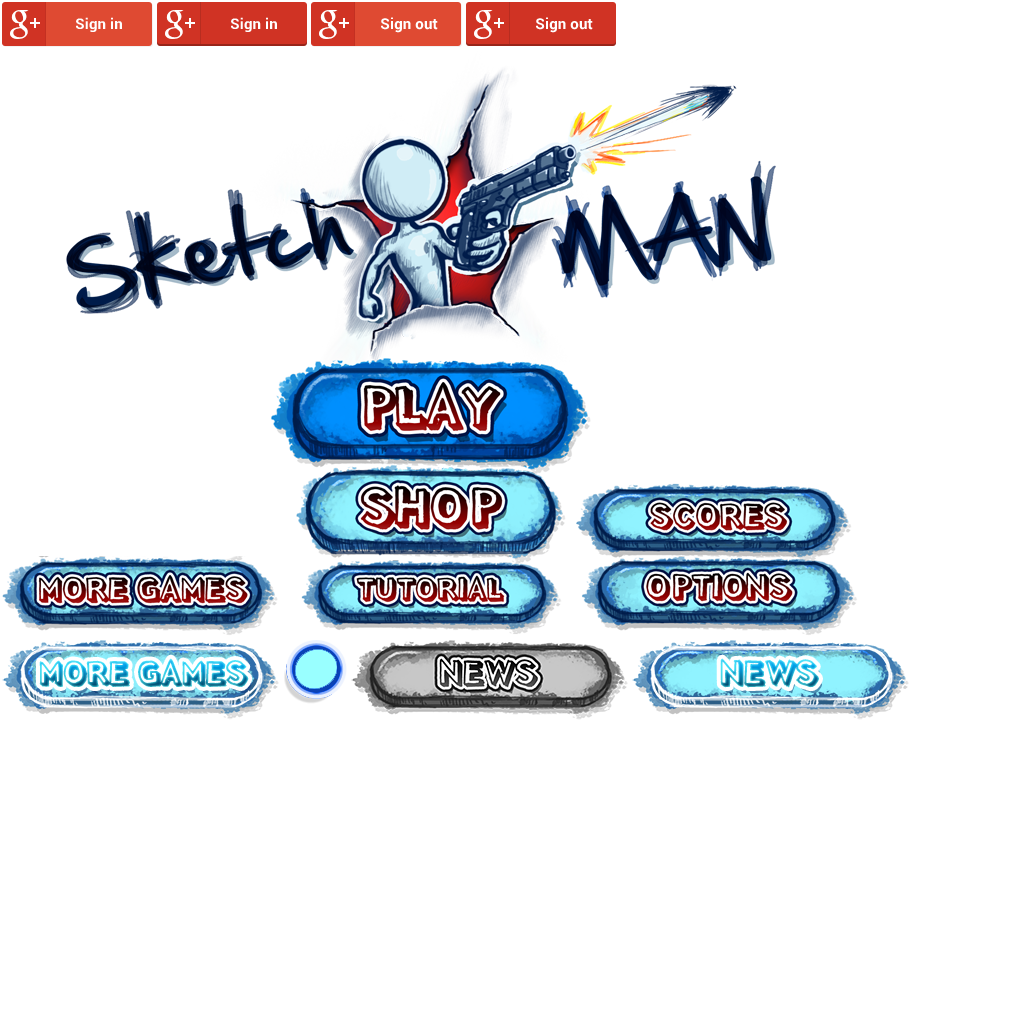 g+ Sign in
g+ Sign in
g+ Sign out
g+ Sign out
Sketch MAN
PLAY
SHOP
SCORES
MORE GAMES
TUTORIAL
OPTIONS
MORE GAMES
NEWS
NEWS